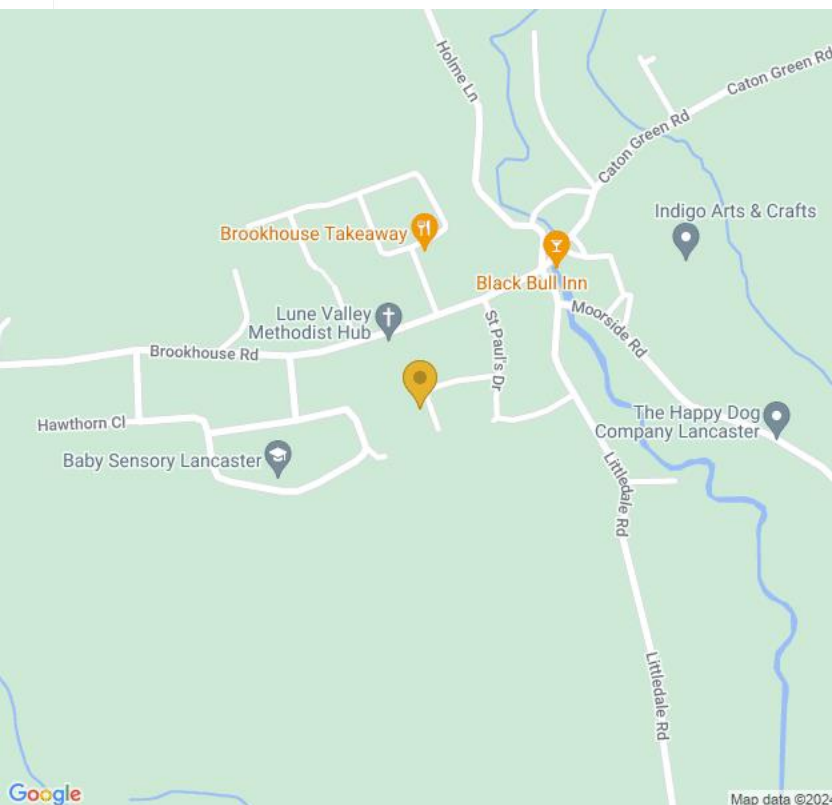 Holme Ln
Caton Green Rd
Caton Green Rd
Indigo Arts & Crafts
Brookhouse Takeaway
Black Bull Inn
Lune Valley
Methodist Hub
Moorside Rd
St Paul's Dr
Brookhouse Rd
Hawthorn Cl
The Happy Dog
Company Lancaster
Baby Sensory Lancaster
Littledale Rd
Littledale Rd
Google
Map data ©2024